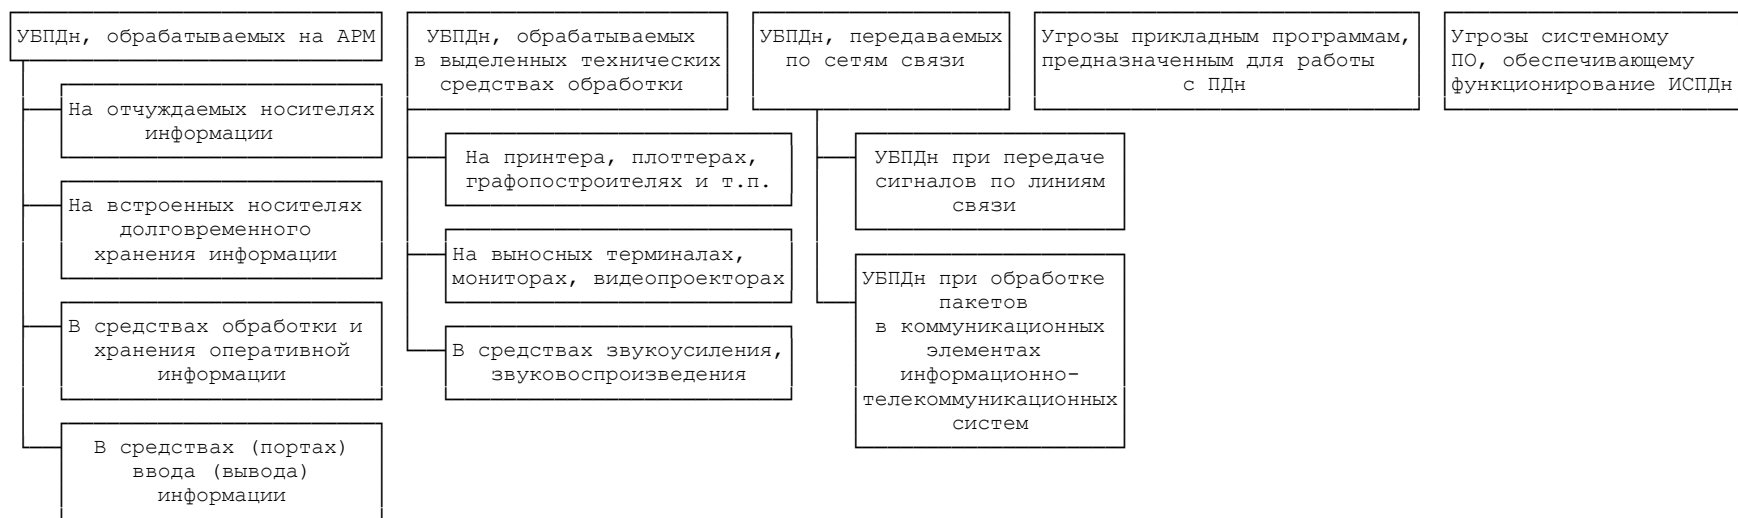 УБПДн, обрабатываемых на АРМ
На отчуждаемых носителях
информации
На встроенных носителях
долговременного
хранения информации
В средствах обработки и
хранения оперативной
информации
В средствах (портах)
ввода (вывода)
информации
УБПДн, обрабатываемых
в выделенных технических
средствах обработки
На принтера, плоттерах,
графопостроителях и т.п.
На выносных терминалах,
мониторах, видеопроекторах
В средствах звукоусиления,
звуковоспроизведения
УБПДн, передаваемых
по сетям связи
УБПДн при передаче
сигналов по линиям
связи
УБПДн при обработке
пакетов
в коммуникационных
элементах
информационно-
телекоммуникационных
систем
Угрозы прикладным программам,
предназначенным для работы
с ПДн
Угрозы системному
ПО, обеспечивающему
функционирование ИСПДн